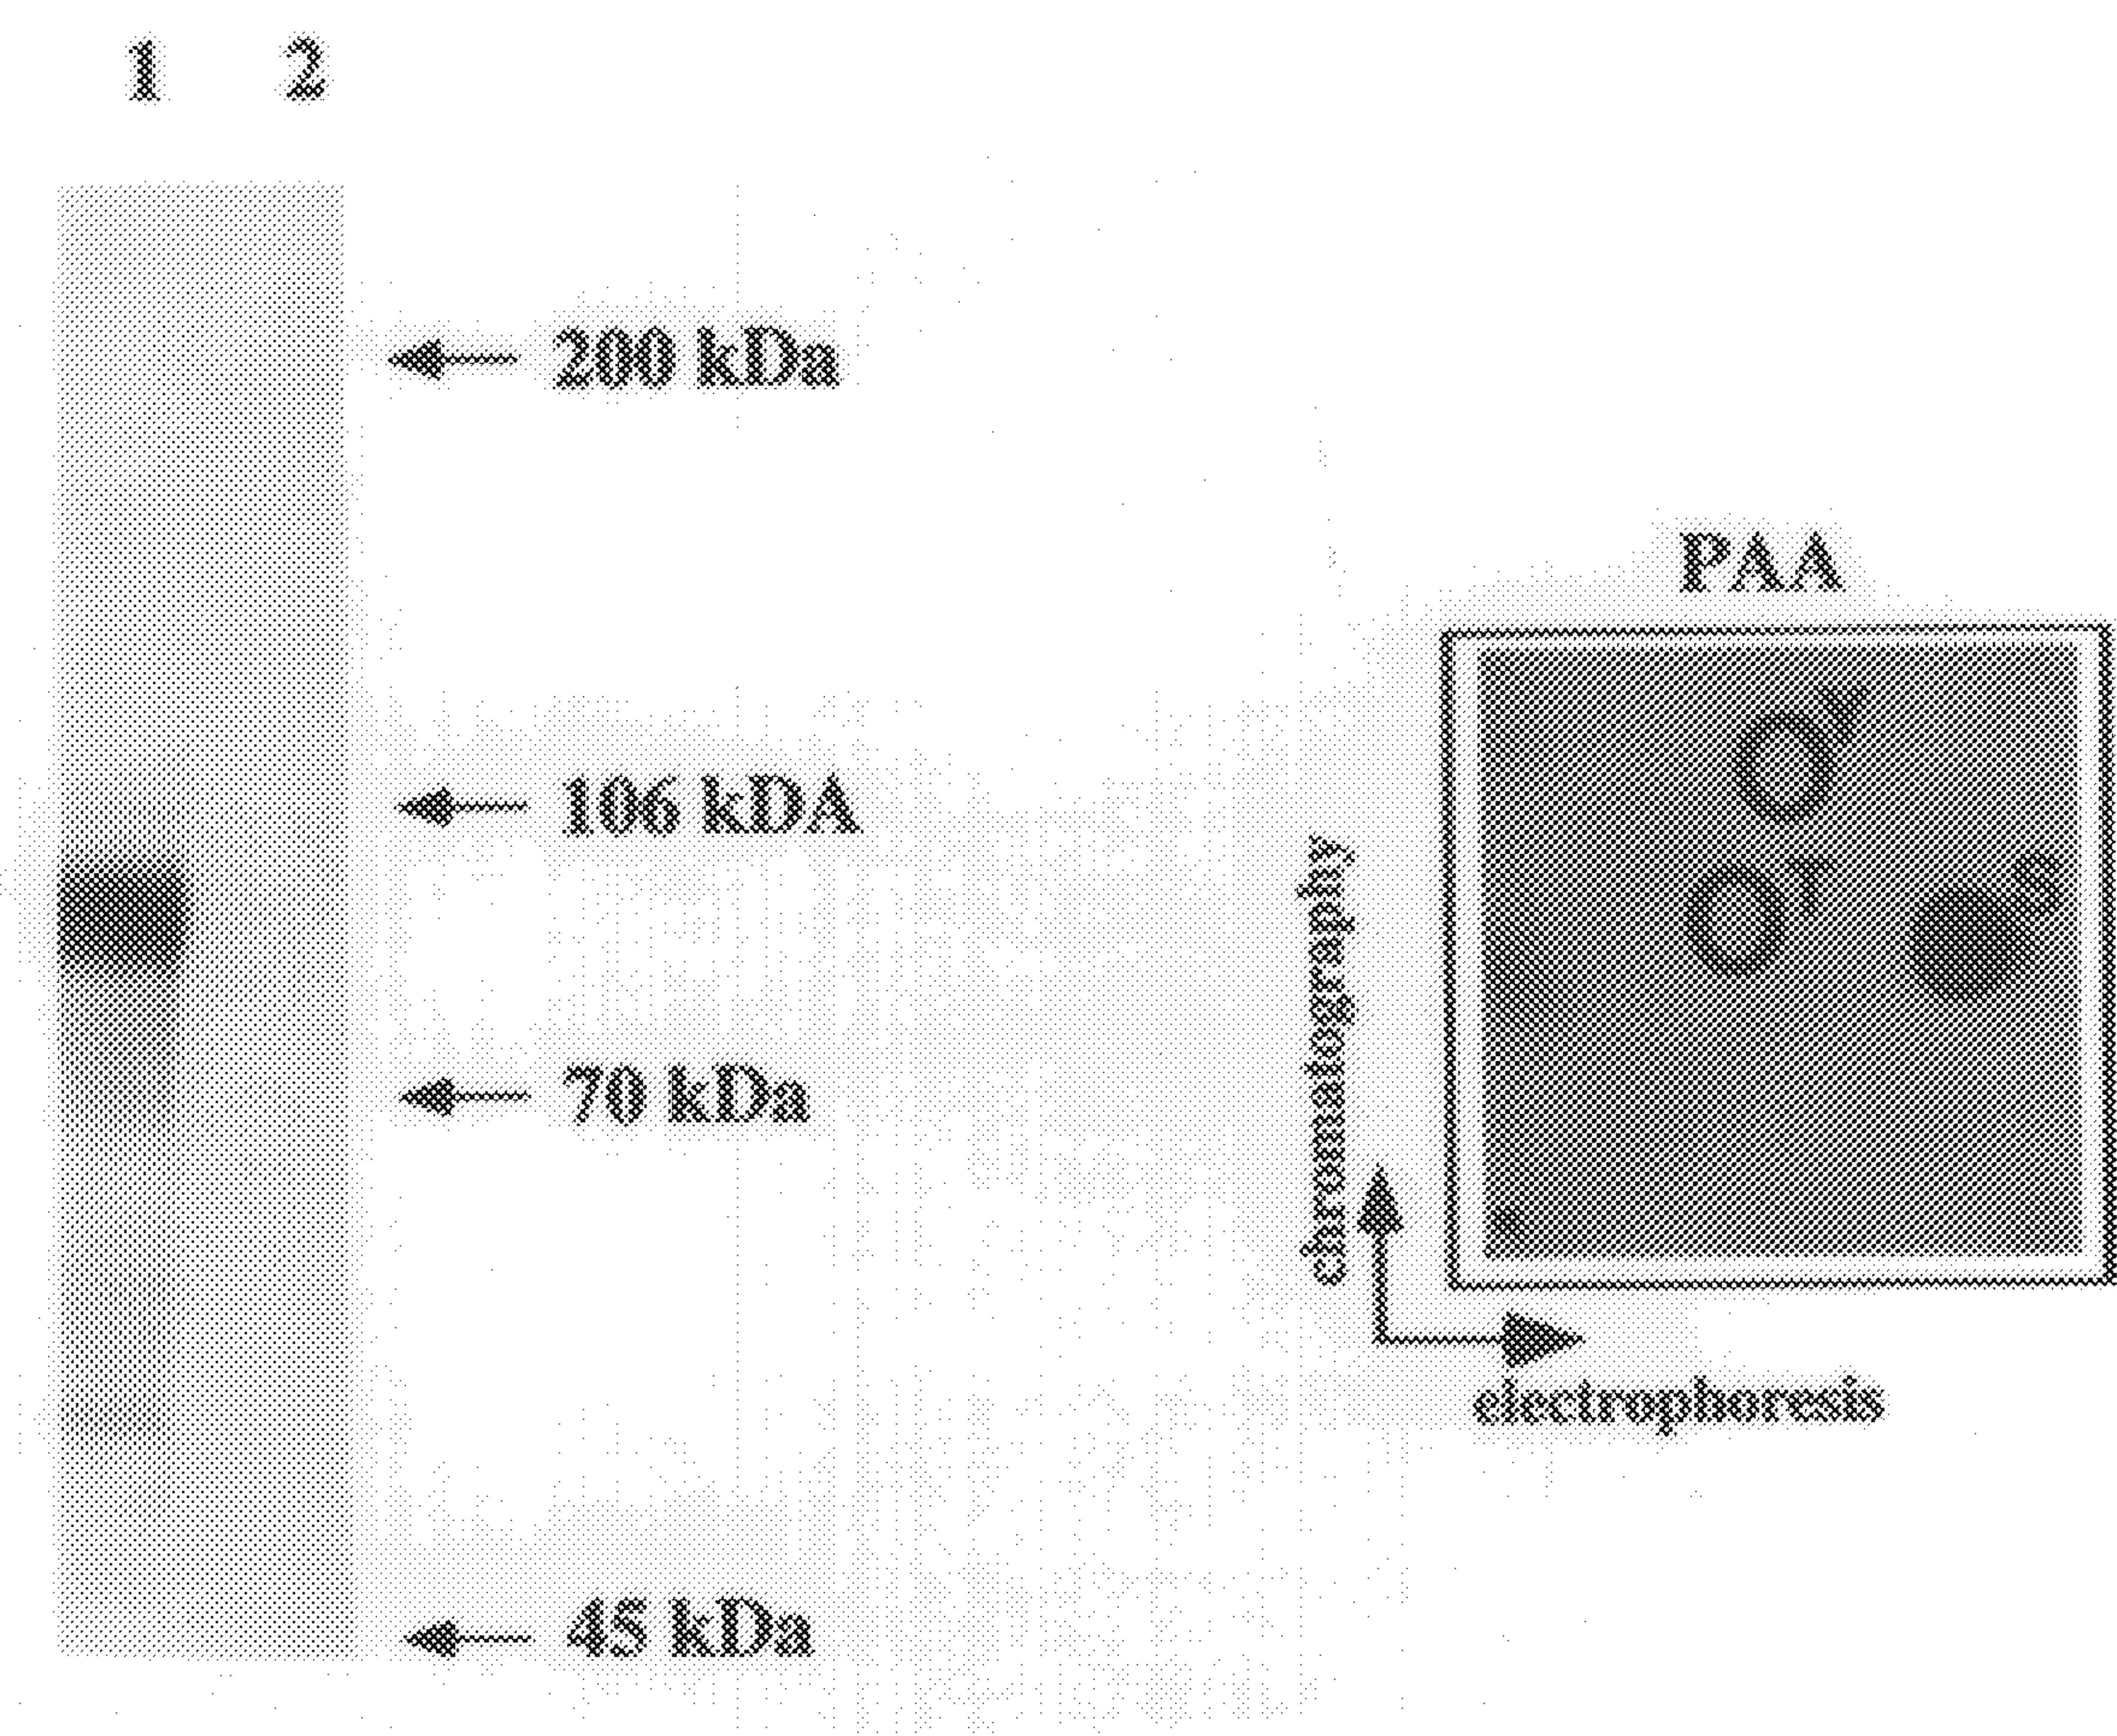 1 2
200 kDa
106 kDA
70 kDa
45 kDa
PAA
Y
T
S
chromatography
electrophoresis